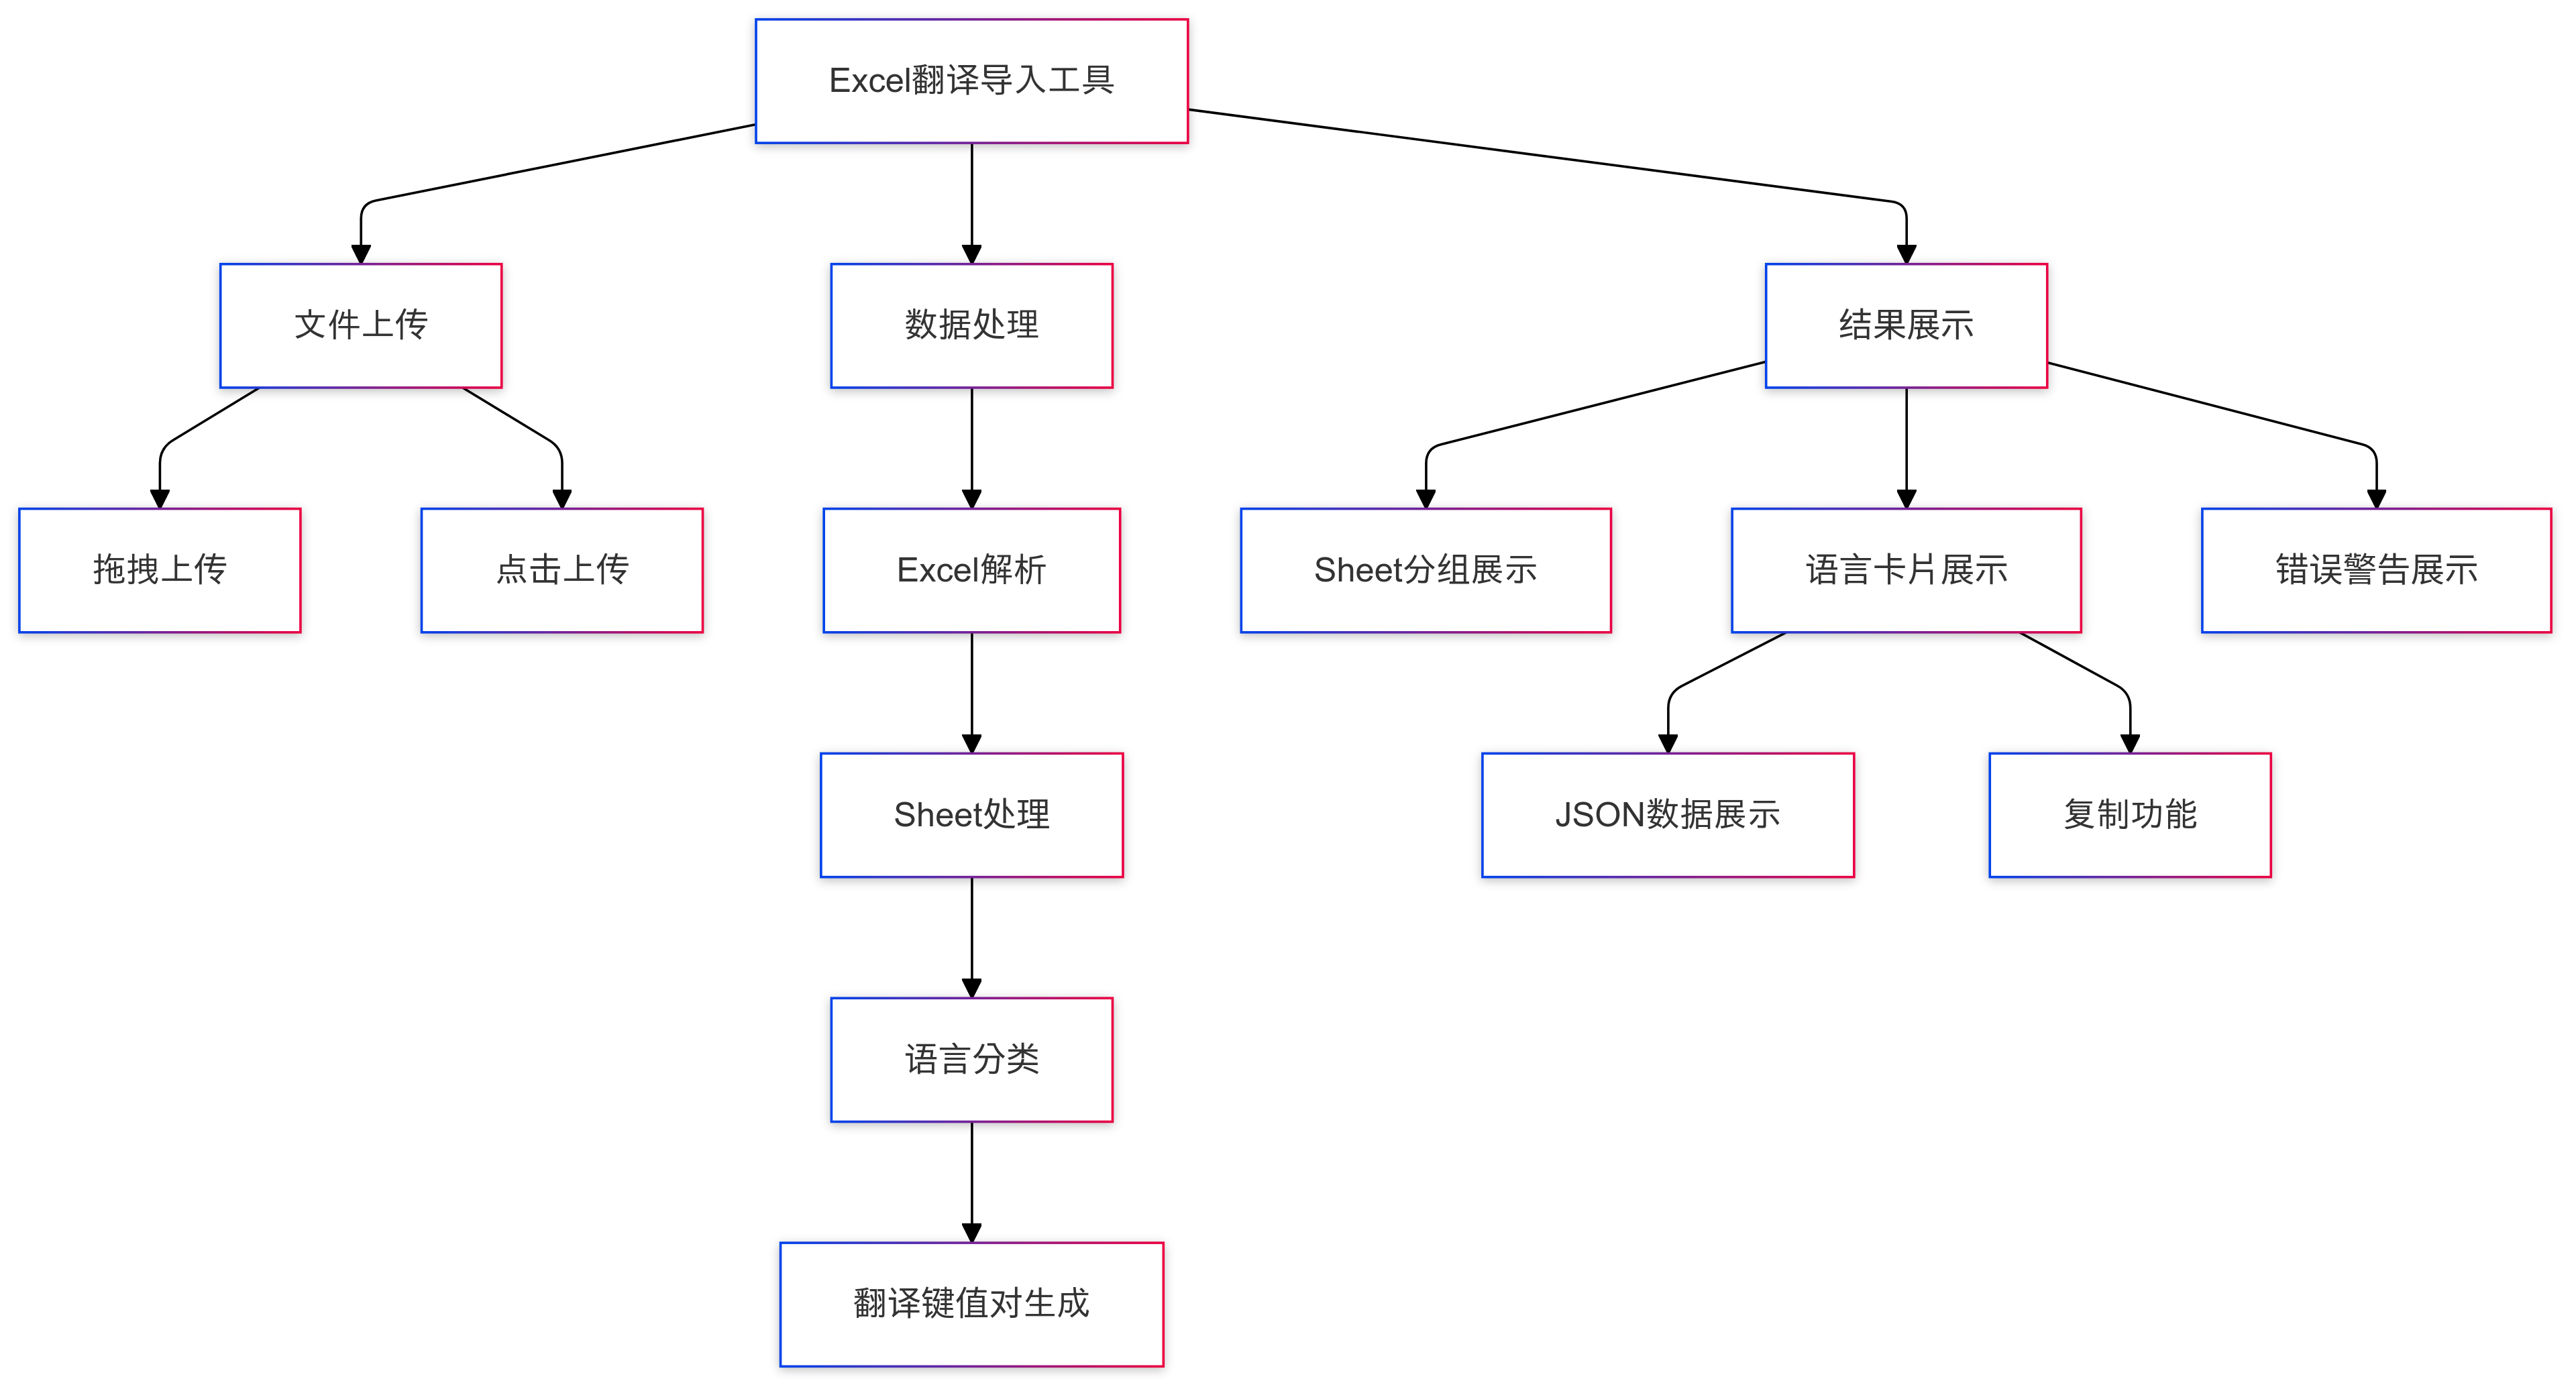 Excel翻译导入工具
文件上传
数据处理
结果展示
拖拽上传
点击上传
Excel解析
Sheet分组展示
语言卡片展示
错误警告展示
Sheet处理
JSON数据展示
复制功能
语言分类
翻译键值对生成